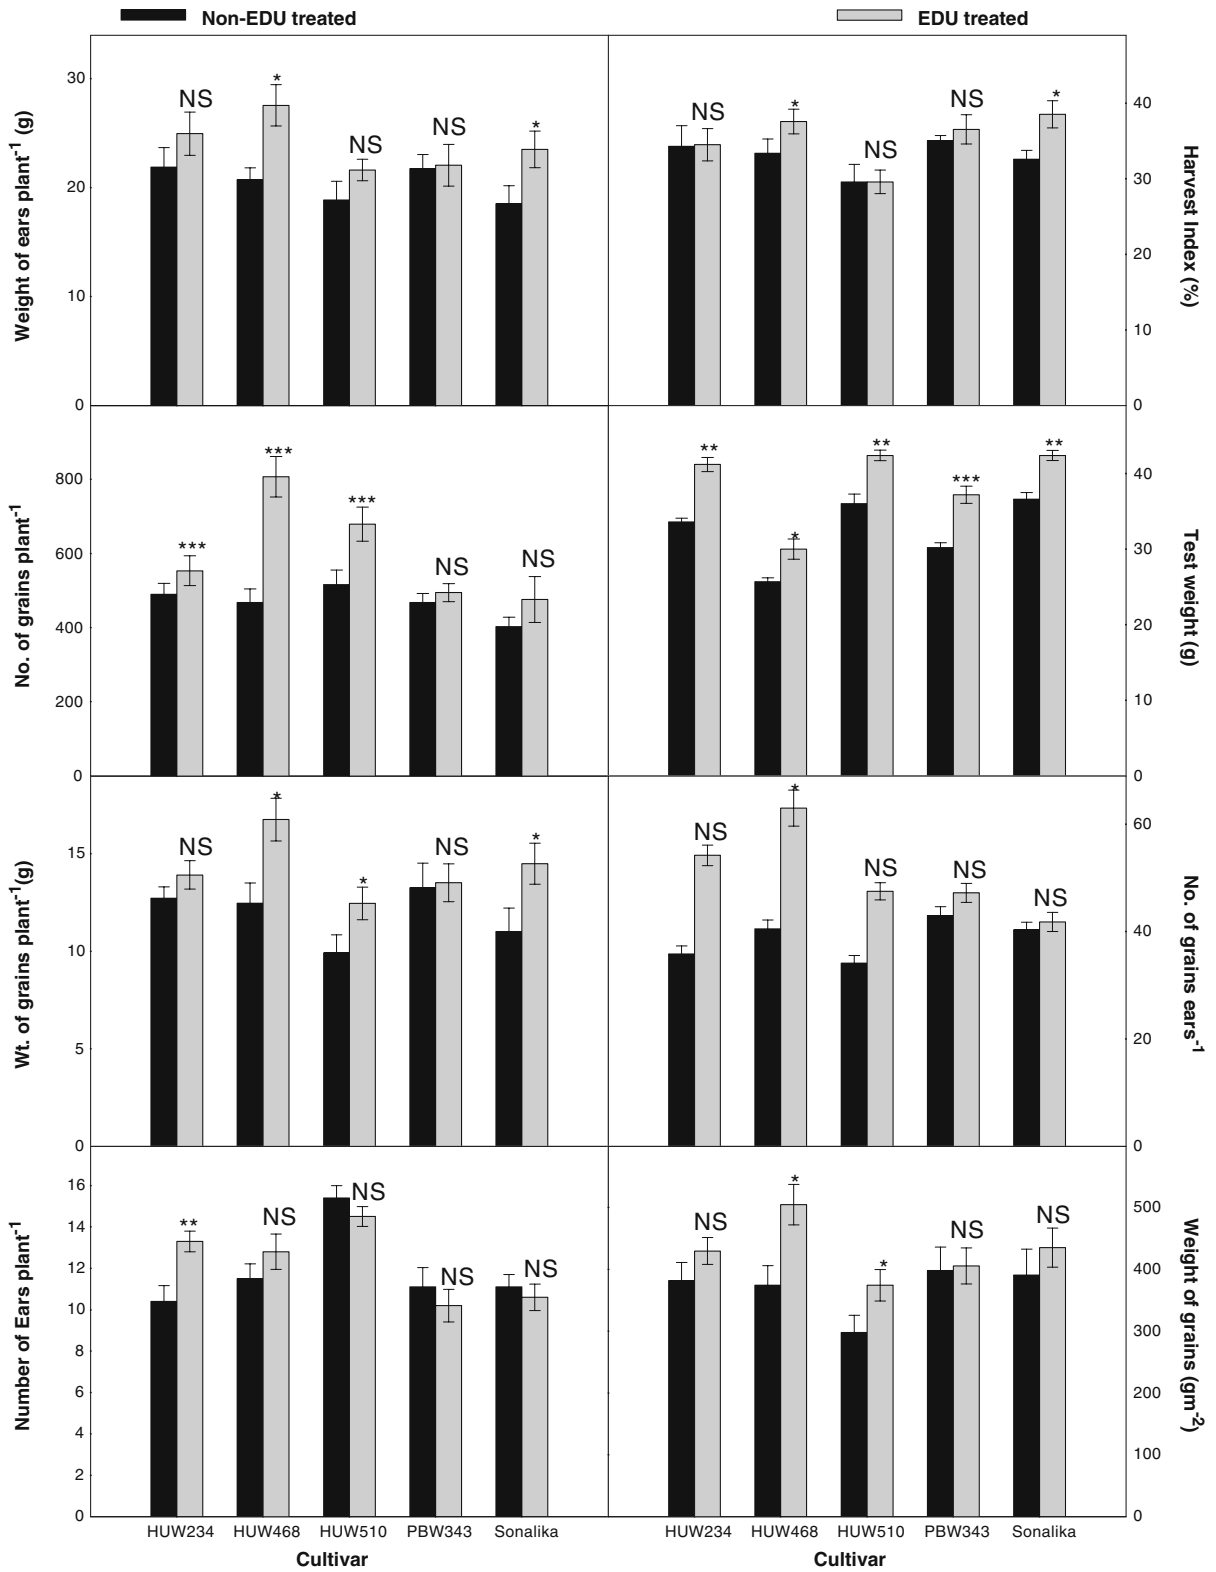 Non-EDU treated
EDU treated
Weight of ears plant⁻¹ (g)
30
20
10
0
NS
*
NS
NS
*
NS
*
NS
NS
*
40
30
20
10
0
Harvest Index (%)
No. of grains plant⁻¹
800
600
400
200
0
***
***
***
NS
NS
**
*
**
***
**
40
30
20
10
0
Test weight (g)
Wt. of grains plant⁻¹(g)
15
10
5
0
NS
*
*
NS
*
NS
*
NS
NS
NS
60
40
20
0
No. of grains ears⁻¹
Number of Ears plant⁻¹
16
14
12
10
8
6
4
2
0
**
NS
NS
NS
NS
NS
*
*
NS
NS
500
400
300
200
100
0
Weight of grains (gm⁻²)
HUW234 HUW468 HUW510 PBW343 Sonalika
HUW234 HUW468 HUW510 PBW343 Sonalika
Cultivar
Cultivar